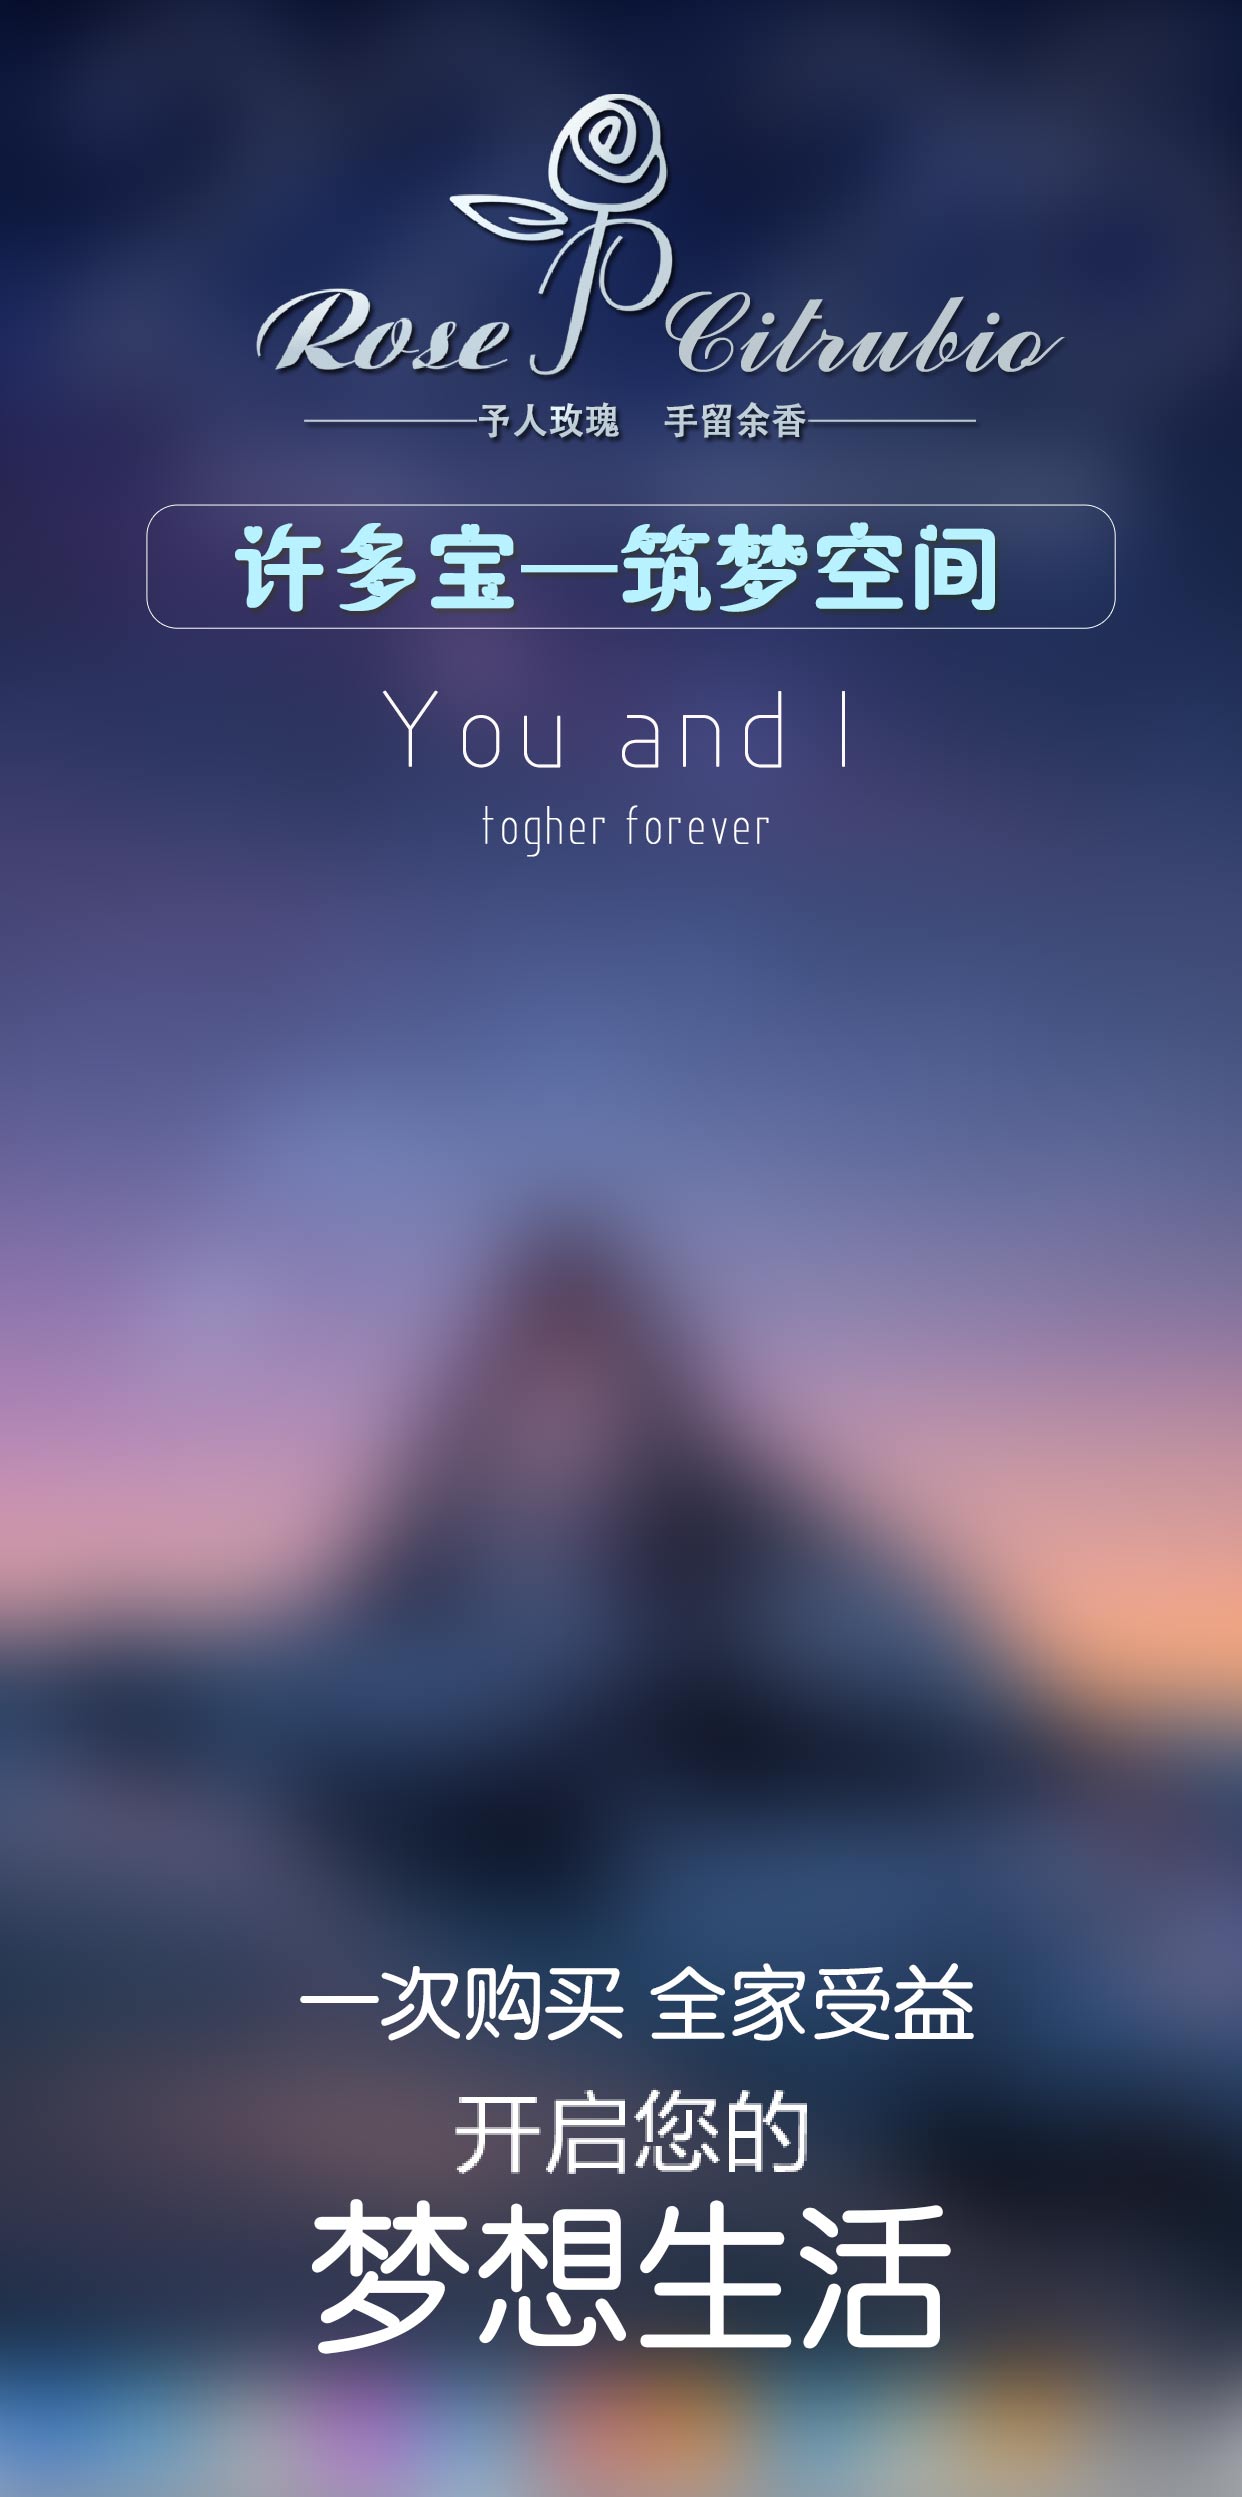 Rose Citrubio
予人玫瑰 手留余香
许多宝—筑梦空间
You and I
togher forever
一次购买 全家受益
开启您的
梦想生活